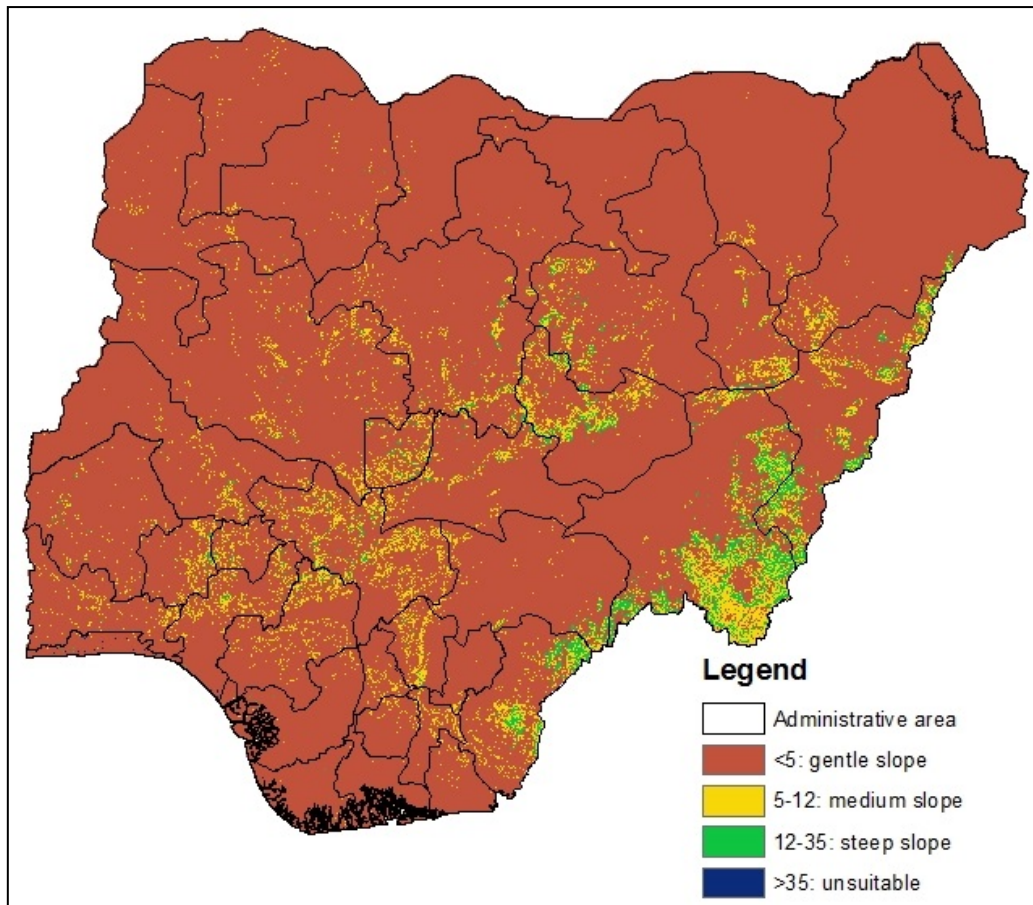 Legend
Administrative area
<5: gentle slope
5-12: medium slope
12-35: steep slope
>35: unsuitable